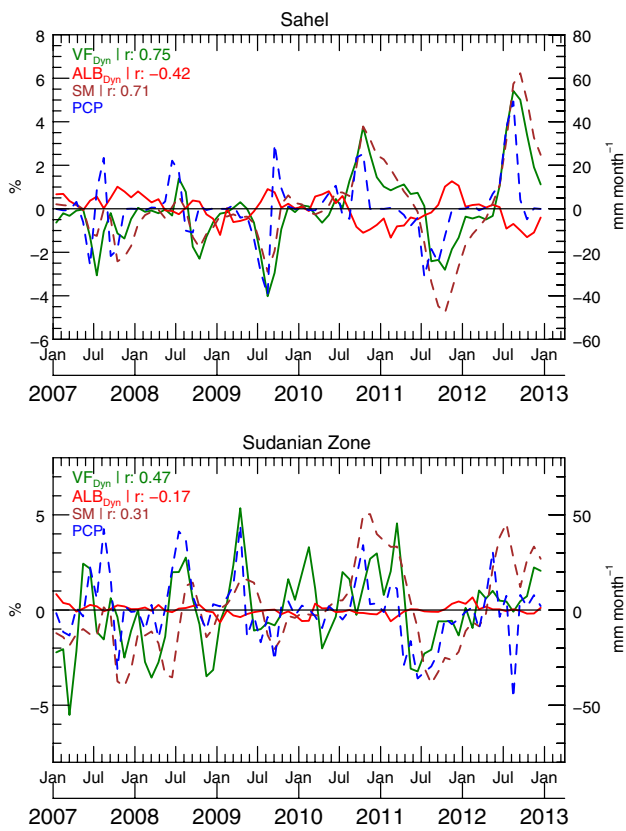 Sahel
VF_Dyn | r: 0.75
ALB_Dyn | r: −0.42
SM | r: 0.71
PCP
8
6
4
2
0
−2
−4
−6
%
80
60
40
20
0
−20
−40
−60
mm month⁻¹
Jan Jul Jan Jul Jan Jul Jan Jul Jan Jul Jan Jul Jan
2007 2008 2009 2010 2011 2012 2013
Sudanian Zone
VF_Dyn | r: 0.47
ALB_Dyn | r: −0.17
SM | r: 0.31
PCP
5
0
−5
%
50
0
−50
mm month⁻¹
Jan Jul Jan Jul Jan Jul Jan Jul Jan Jul Jan Jul Jan
2007 2008 2009 2010 2011 2012 2013